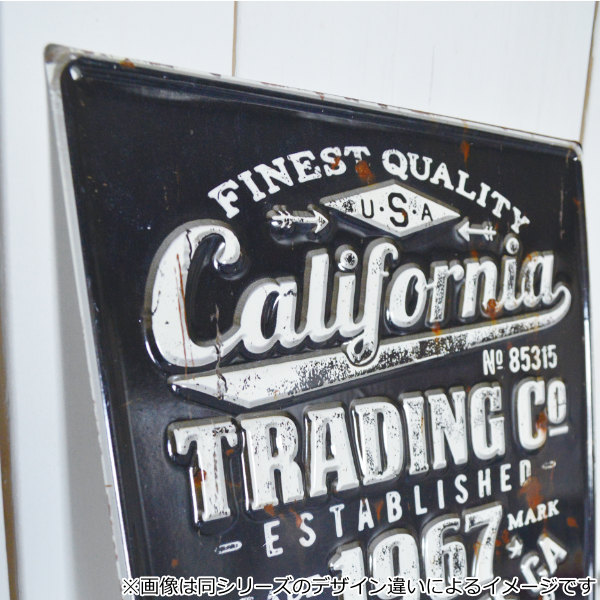 FINEST QUALITY
U·S·A
California
Nº 85315
TRADING Cº
- ESTABLISHED -
1967 MARK
CA
※画像は同シリーズのデザイン違いによるイメージです